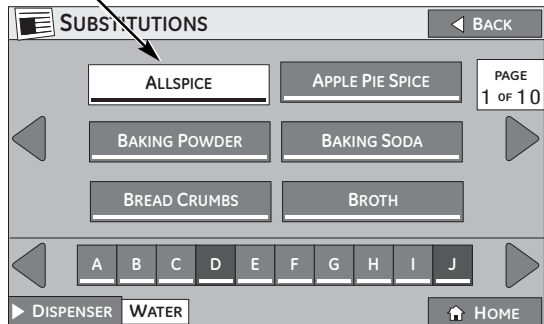 SUBSTITUTIONS BACK
ALLSPICE APPLE PIE SPICE
PAGE
1 OF 10
BAKING POWDER BAKING SODA
BREAD CRUMBS BROTH
A B C D E F G H I J
DISPENSER WATER HOME